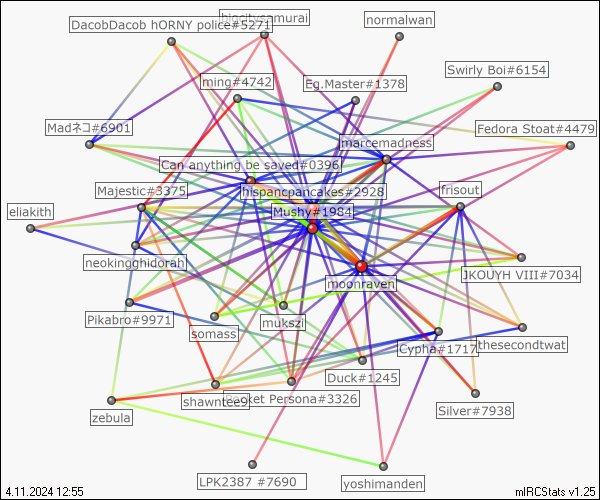 bigcitysamurai
DacobDacob hORNY police#5271
normalwan
Swirly Boi#6154
ming#4742
Eg.Master#1378
Madネコ#6901
Fedora Stoat#4479
marcemadness
Can anything be saved#0396
Majestic#3375
hispancpancakes#2928
frisout
eliakith
Mushy#1984
neokingghidorah
JKOUYH VIII#7034
moonraven
Pikabro#9971
mukszi
somass
Cypha#1717
thesecondtwat
Duck#1245
shawntee9
Pocket Persona#3326
zebula
Silver#7938
LPK2387 #7690
yoshimanden
4.11.2024 12:55
mIRCStats v1.25